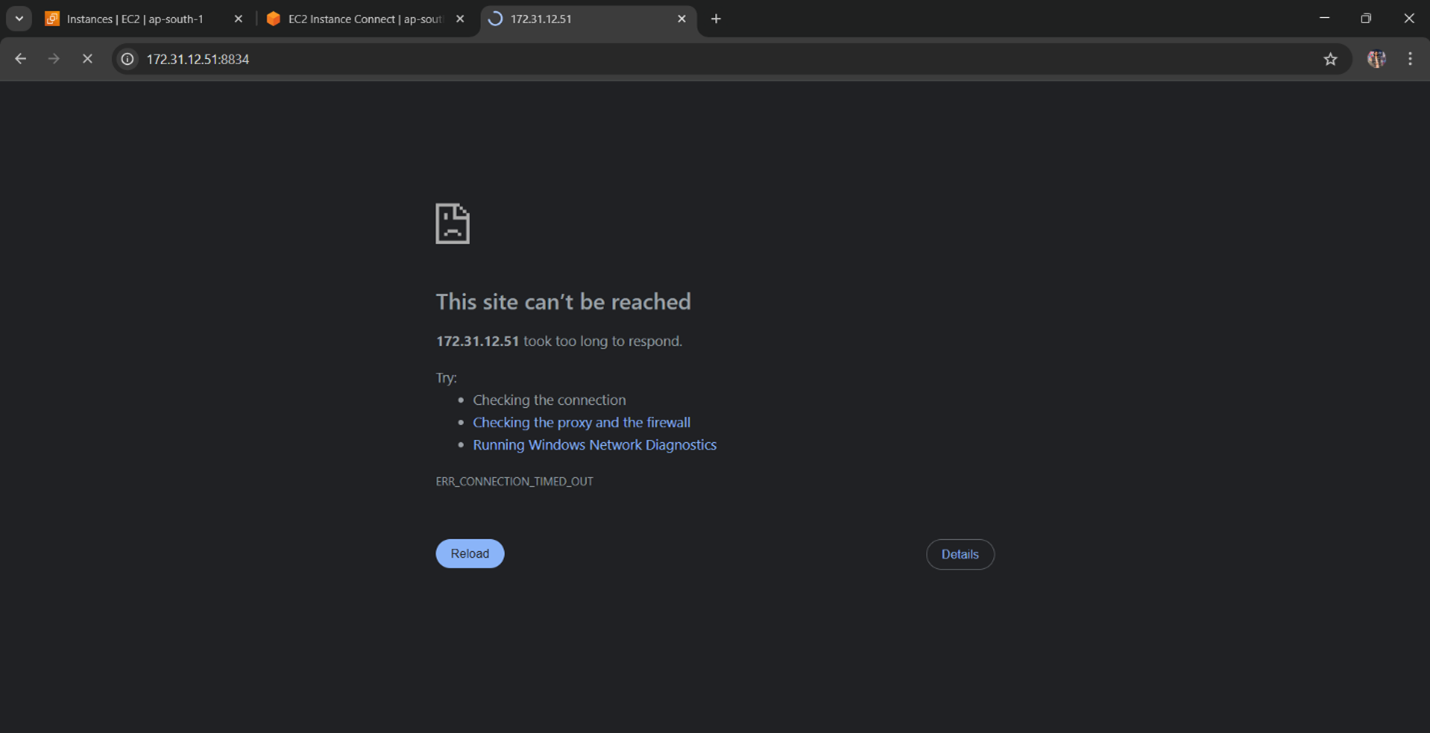 Instances | EC2 | ap-south-1
EC2 Instance Connect | ap-sout
172.31.12.51
172.31.12.51:8834
This site can’t be reached
172.31.12.51 took too long to respond.
Try:
Checking the connection
Checking the proxy and the firewall
Running Windows Network Diagnostics
ERR_CONNECTION_TIMED_OUT
Reload
Details